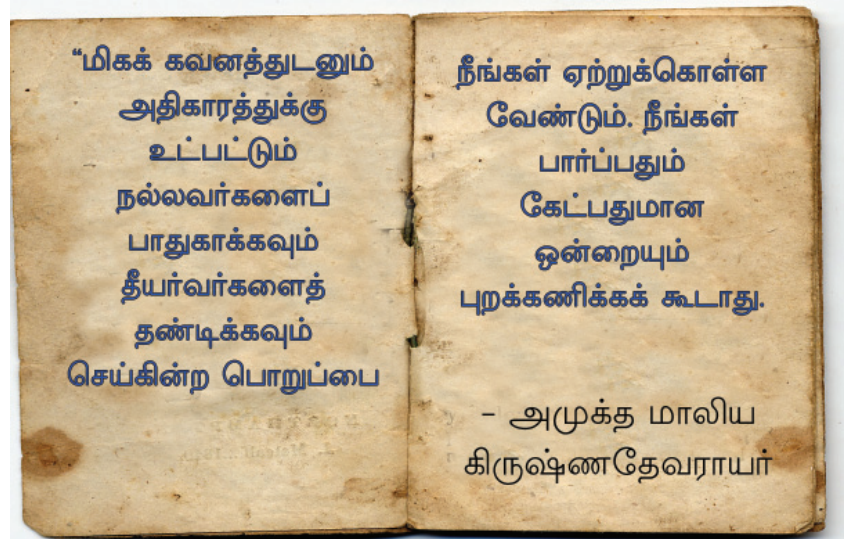 “மிகக் கவனத்துடனும்
அதிகாரத்துக்கு
உட்பட்டும்
நல்லவர்களைப்
பாதுகாக்கவும்
தீயர்வர்களைத்
தண்டிக்கவும்
செய்கின்ற பொறுப்பை
நீங்கள் ஏற்றுக்கொள்ள
வேண்டும். நீங்கள்
பார்ப்பதும்
கேட்பதுமான
ஒன்றையும்
புறக்கணிக்கக் கூடாது.
- அமுக்த மாலிய
கிருஷ்ணதேவராயர்